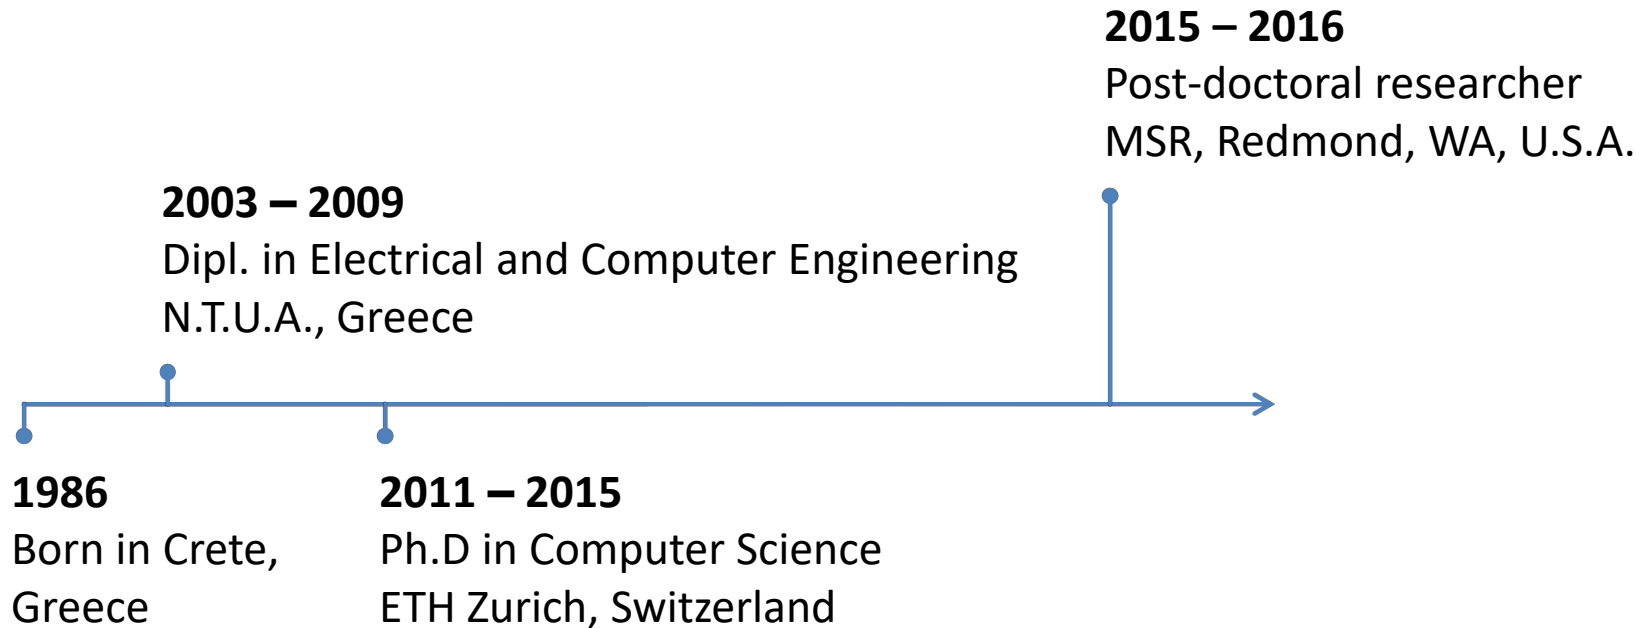 2015 – 2016
Post-doctoral researcher
MSR, Redmond, WA, U.S.A.
2003 – 2009
Dipl. in Electrical and Computer Engineering
N.T.U.A., Greece
1986
Born in Crete,
Greece
2011 – 2015
Ph.D in Computer Science
ETH Zurich, Switzerland